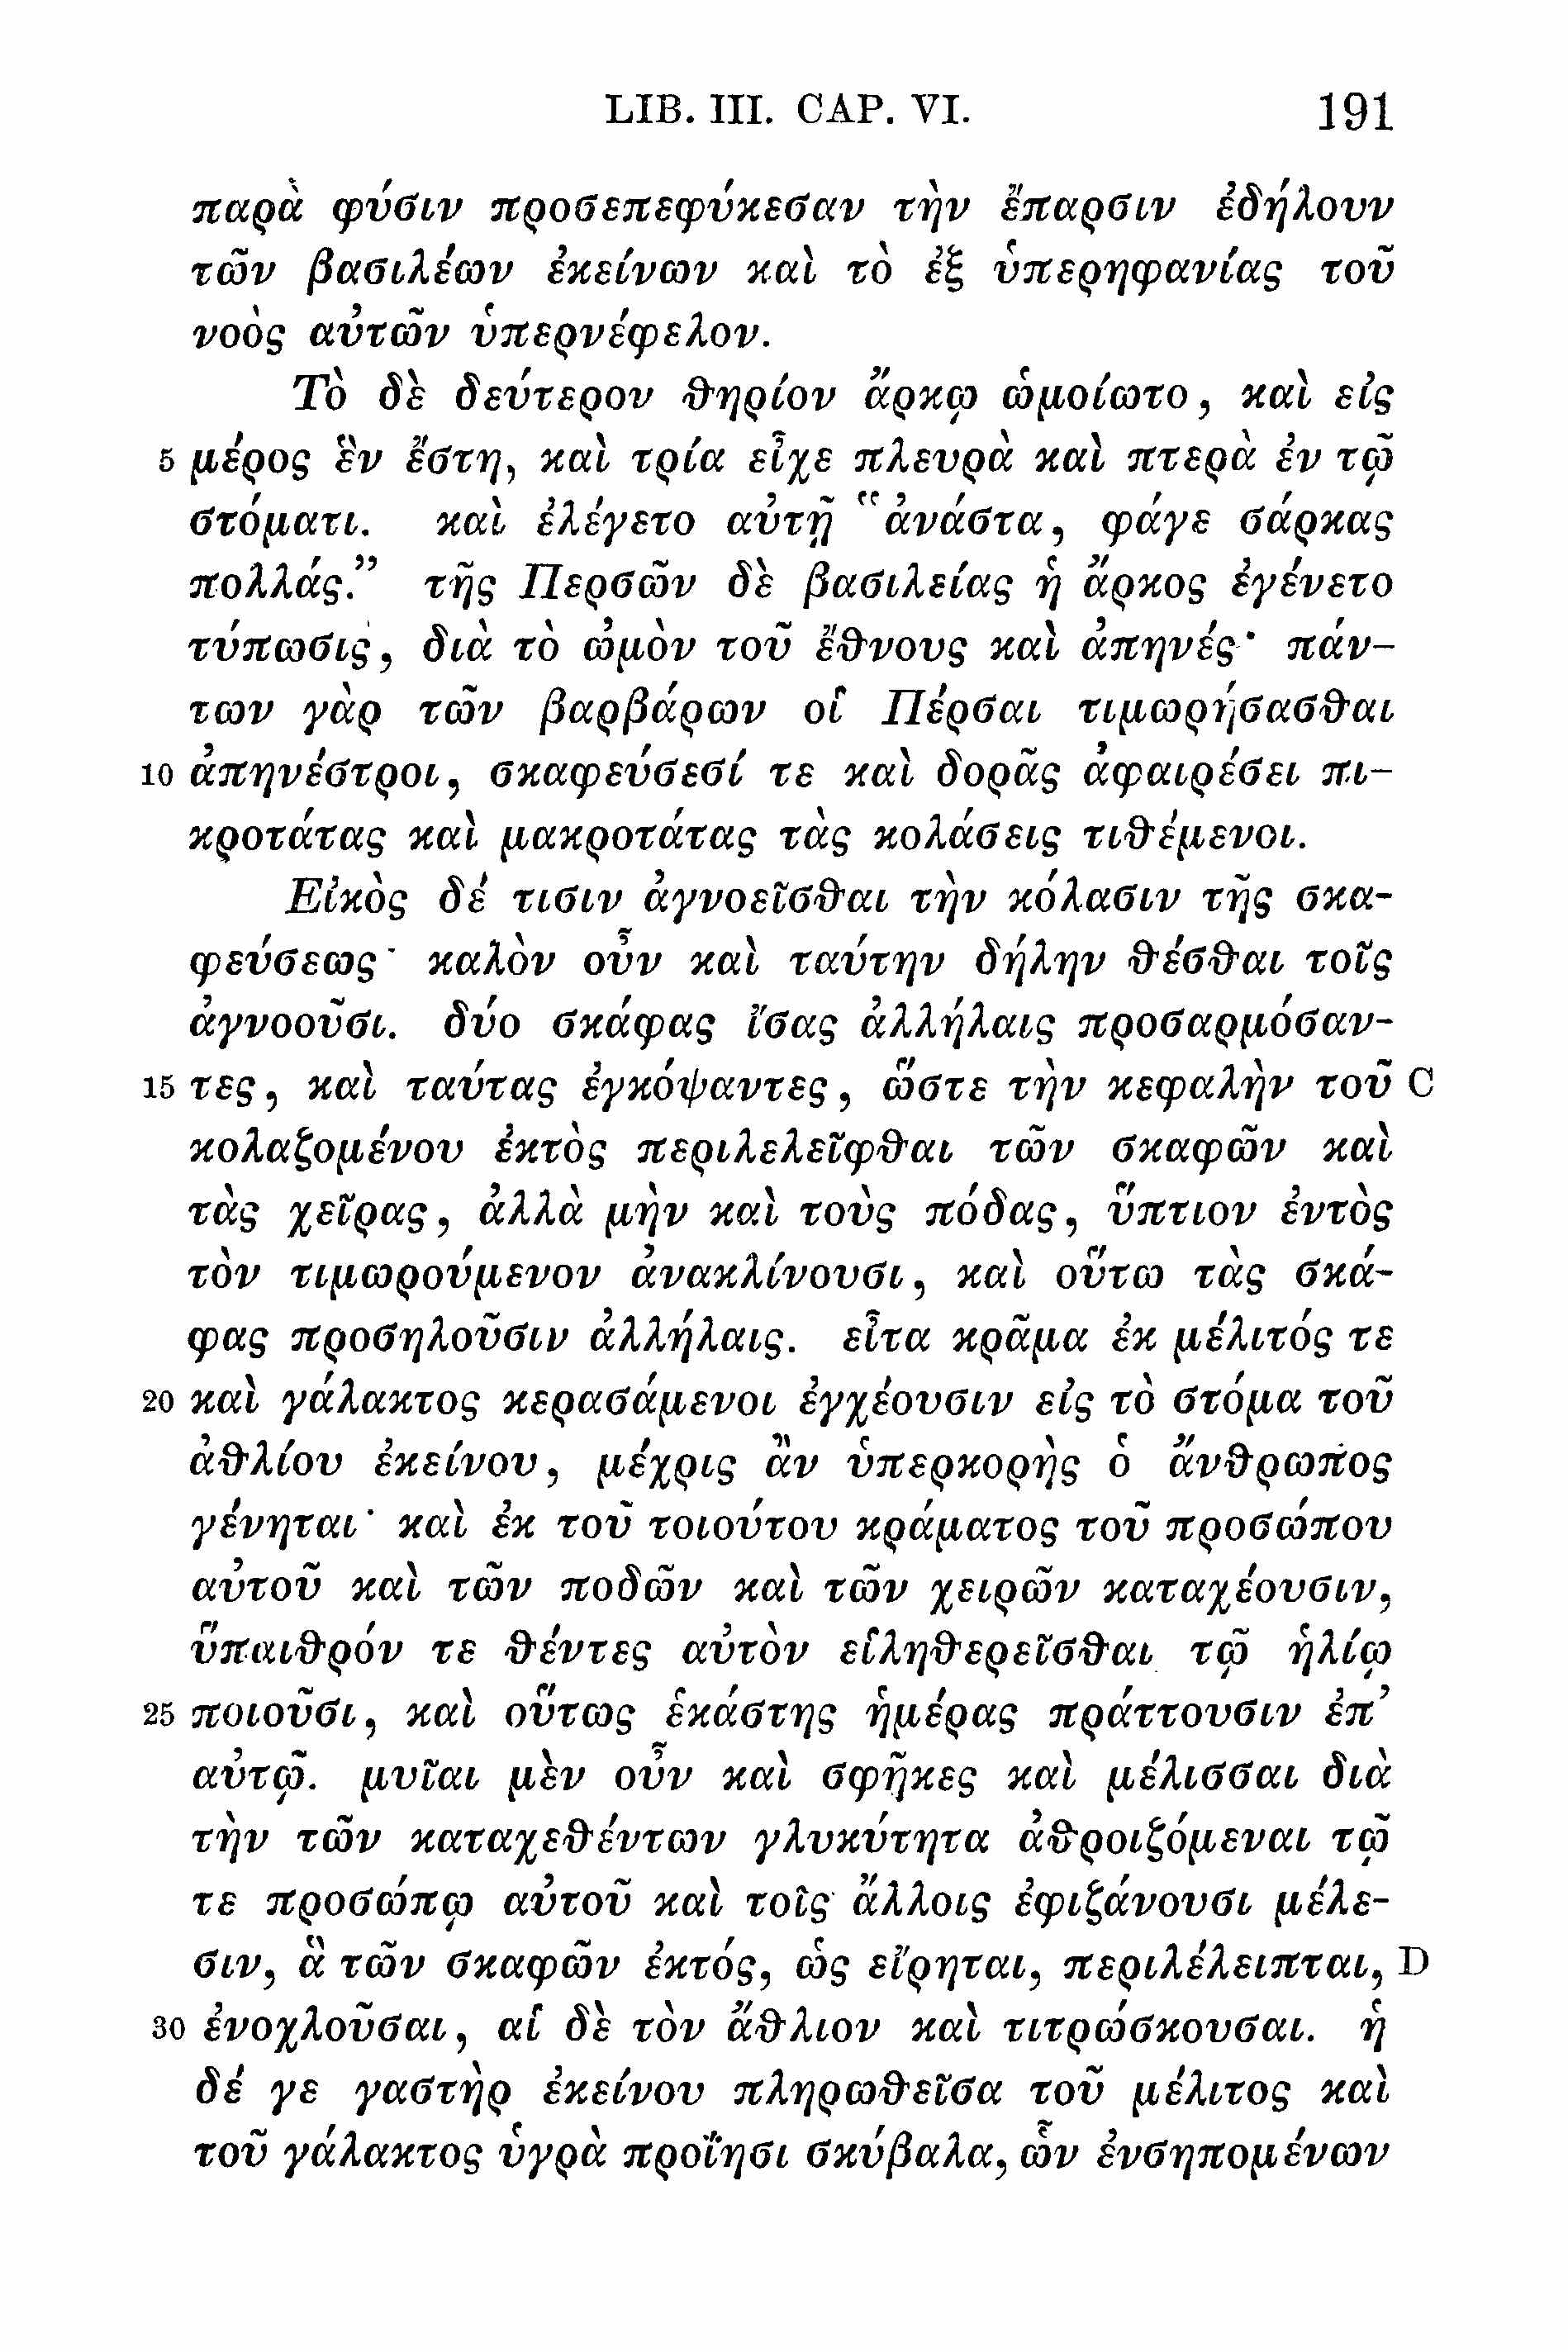 LIB. III. CAP. VI. 191
παρὰ φύσιν προσεπεφύκεσαν τὴν ἔπαρσιν ἐδήλουν
τῶν βασιλέων ἐκείνων καὶ τὸ ἐξ ὑπερηφανίας τοῦ
νοὸς αὐτῶν ὑπερνέφελον.
Τὸ δὲ δεύτερον θηρίον ἄρκῳ ὡμοίωτο, καὶ εἰς
5 μέρος ἓν ἔστη, καὶ τρία εἶχε πλευρὰ καὶ πτερὰ ἐν τῷ
στόματι. καὶ ἐλέγετο αὐτῇ “ἀνάστα, φάγε σάρκας
πολλάς.” τῆς Περσῶν δὲ βασιλείας ἡ ἄρκος ἐγένετο
τύπωσις, διὰ τὸ ὠμὸν τοῦ ἔθνους καὶ ἀπηνές· πάν-
των γὰρ τῶν βαρβάρων οἱ Πέρσαι τιμωρήσασθαι
10 ἀπηνέστροι, σκαφεύσεσί τε καὶ δορᾶς ἀφαιρέσει πι-
κροτάτας καὶ μακροτάτας τὰς κολάσεις τιθέμενοι.
Εἰκὸς δέ τισιν ἀγνοεῖσθαι τὴν κόλασιν τῆς σκα-
φεύσεως· καλὸν οὖν καὶ ταύτην δήλην θέσθαι τοῖς
ἀγνοοῦσι. δύο σκάφας ἴσας ἀλλήλαις προσαρμόσαν-
15 τες, καὶ ταύτας ἐγκόψαντες, ὥστε τὴν κεφαλὴν τοῦ C
κολαζομένου ἐκτὸς περιλελεῖφθαι τῶν σκαφῶν καὶ
τὰς χεῖρας, ἀλλὰ μὴν καὶ τοὺς πόδας, ὕπτιον ἐντὸς
τὸν τιμωρούμενον ἀνακλίνουσι, καὶ οὕτω τὰς σκά-
φας προσηλοῦσιν ἀλλήλαις. εἶτα κρᾶμα ἐκ μέλιτός τε
20 καὶ γάλακτος κερασάμενοι ἐγχέουσιν εἰς τὸ στόμα τοῦ
ἀθλίου ἐκείνου, μέχρις ἂν ὑπερκορὴς ὁ ἄνθρωπος
γένηται· καὶ ἐκ τοῦ τοιούτου κράματος τοῦ προσώπου
αὐτοῦ καὶ τῶν ποδῶν καὶ τῶν χειρῶν καταχέουσιν,
ὕπαιθρόν τε θέντες αὐτὸν εἱληθερεῖσθαι τῷ ἡλίῳ
25 ποιοῦσι, καὶ οὕτως ἑκάστης ἡμέρας πράττουσιν ἐπ’
αὐτῷ. μυῖαι μὲν οὖν καὶ σφῆκες καὶ μέλισσαι διὰ
τὴν τῶν καταχεθέντων γλυκύτητα ἀθροιζόμεναι τῷ
τε προσώπῳ αὐτοῦ καὶ τοῖς ἄλλοις ἐφιζάνουσι μέλε-
σιν, ἃ τῶν σκαφῶν ἐκτός, ὡς εἴρηται, περιλέλειπται, D
30 ἐνοχλοῦσαι, αἱ δὲ τὸν ἄθλιον καὶ τιτρώσκουσαι. ἡ
δέ γε γαστὴρ ἐκείνου πληρωθεῖσα τοῦ μέλιτος καὶ
τοῦ γάλακτος ὑγρὰ προΐησι σκύβαλα, ὧν ἐνσηπομένων